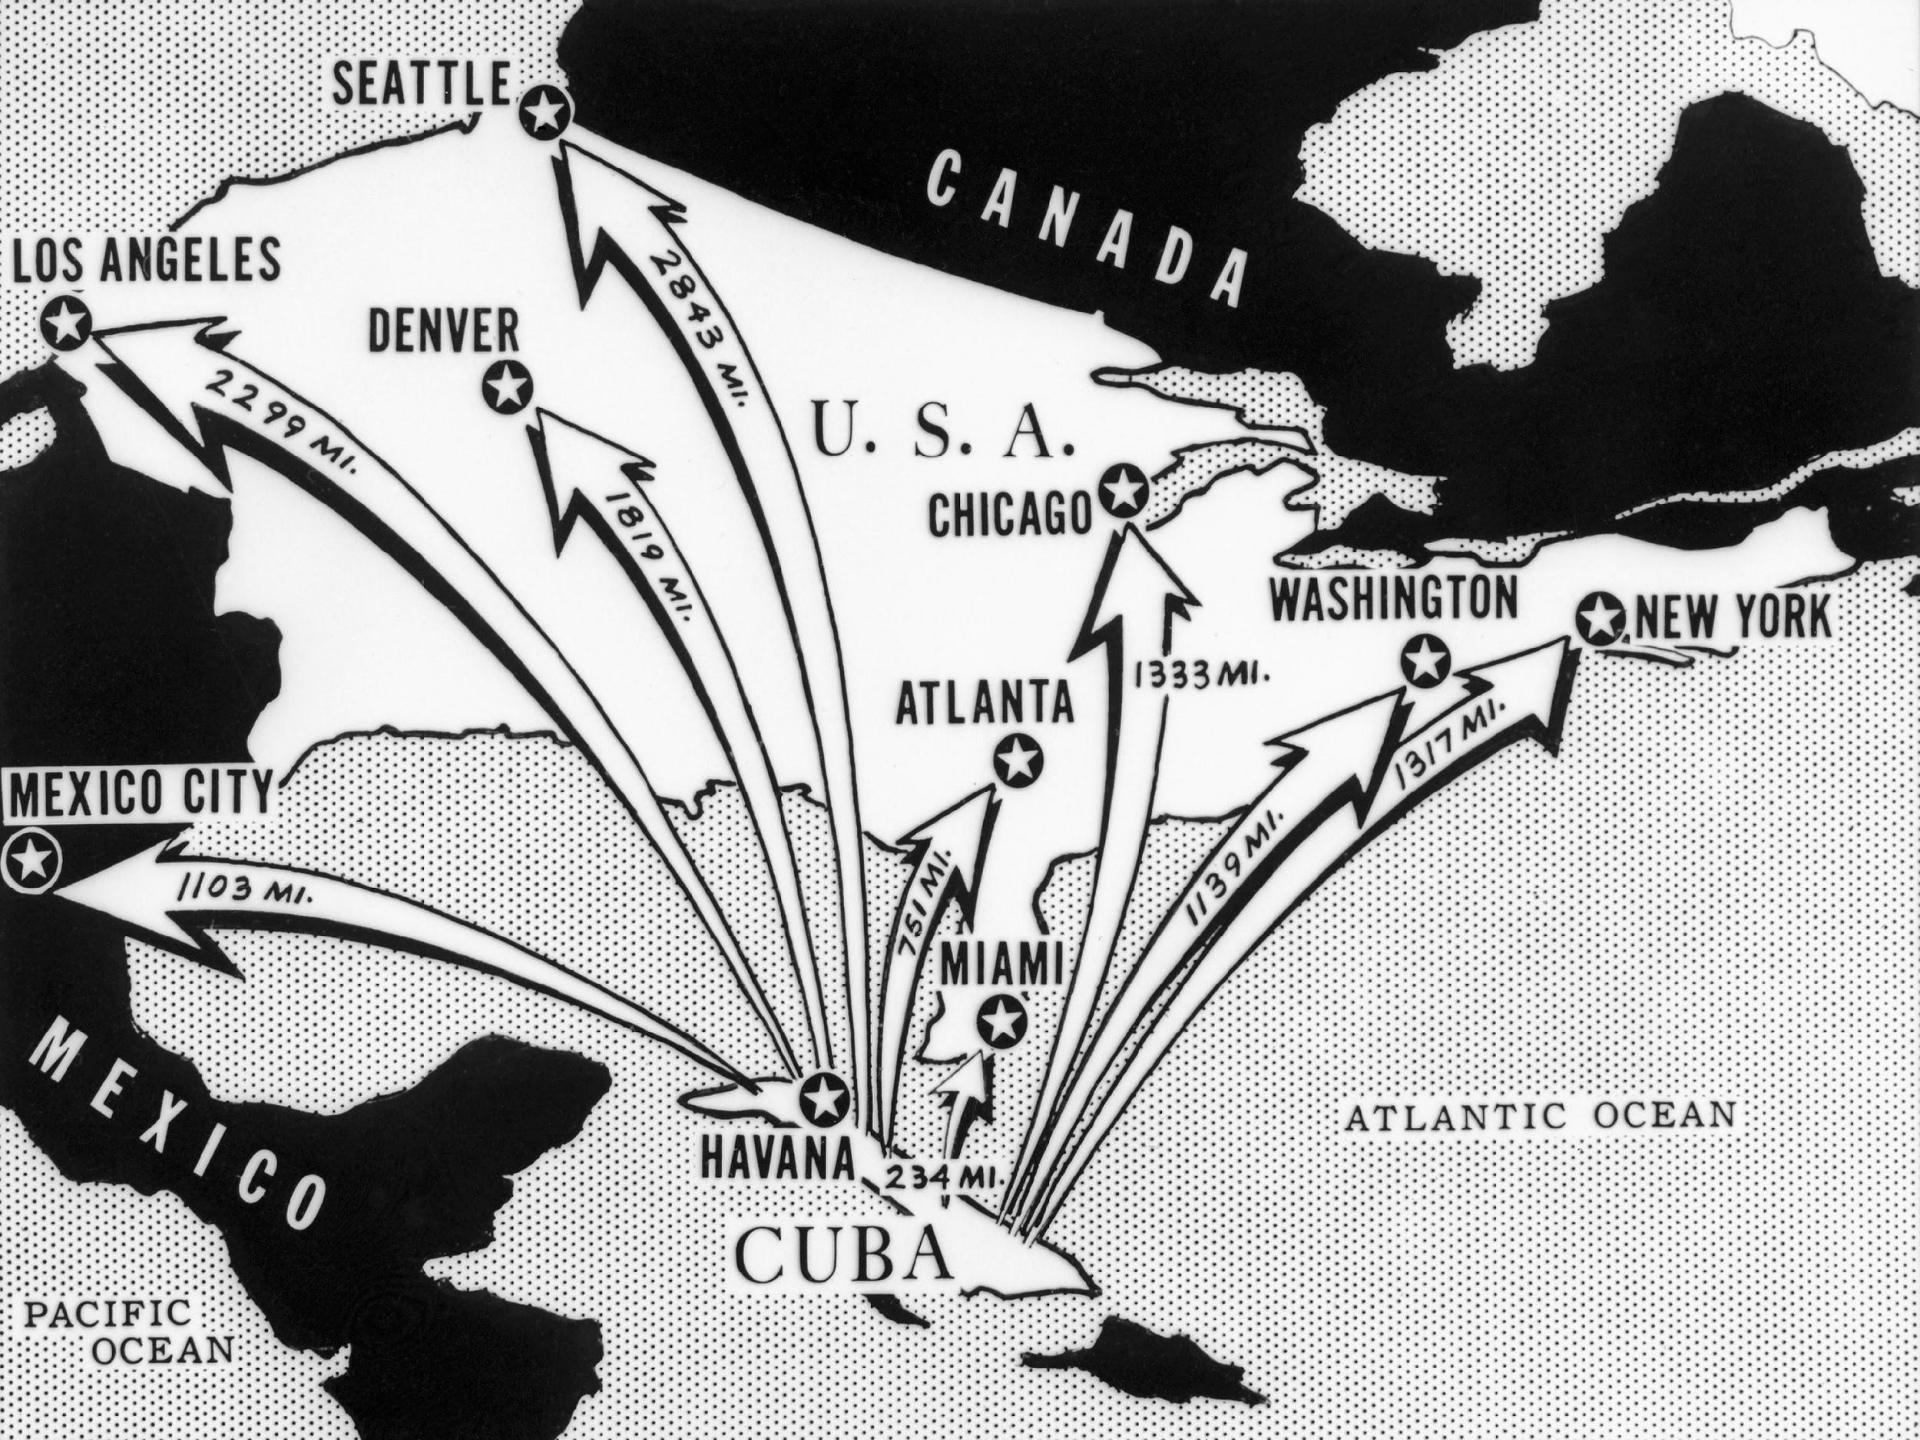 SEATTLE
CANADA
LOS ANGELES
2843 MI.
DENVER
2299 MI.
U. S. A.
CHICAGO
1819 MI.
WASHINGTON
NEW YORK
1333 MI.
ATLANTA
1317 MI.
MEXICO CITY
1139 MI.
1103 MI.
751 MI.
MIAMI
MEXICO
ATLANTIC OCEAN
HAVANA
234 MI.
CUBA
PACIFIC
OCEAN